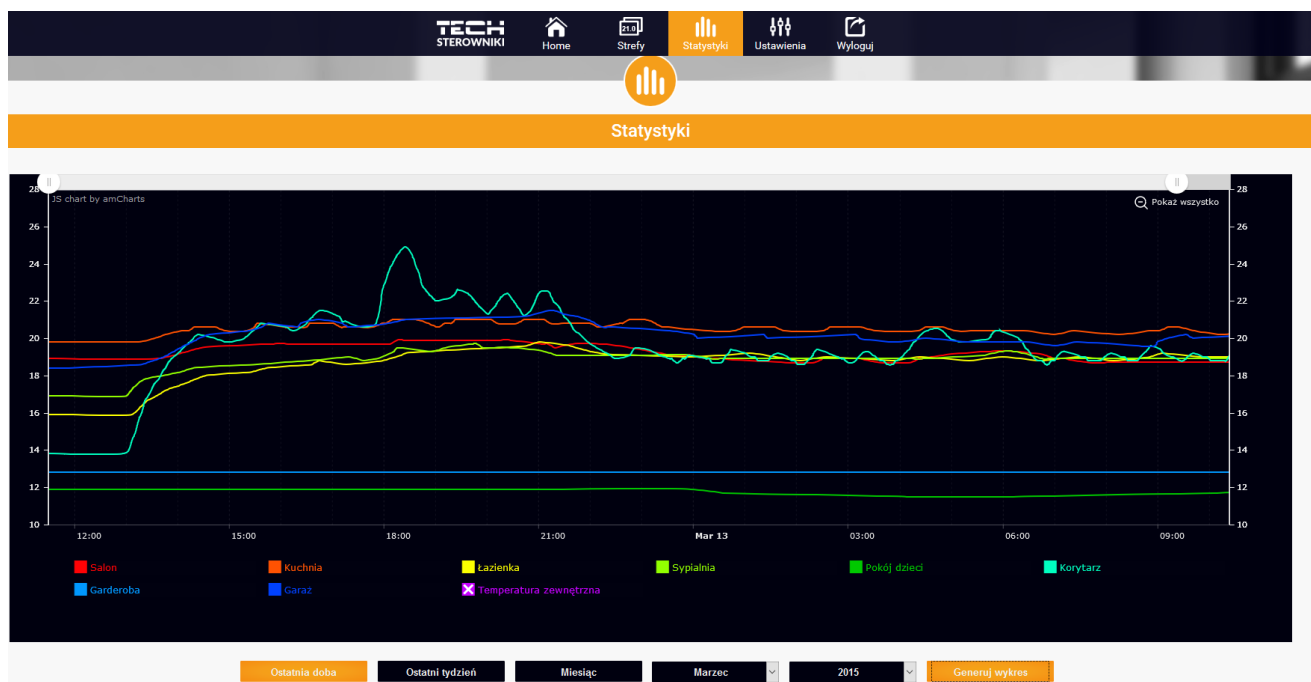 TECH
STEROWNIKI
Home
21.0
Strefy
Statystyki
Ustawienia
Wyloguj
Statystyki
JS chart by amCharts
Pokaż wszystko
28
26
24
22
20
18
16
14
12
10
28
26
24
22
20
18
16
14
12
10
12:00 15:00 18:00 21:00 Mar 13 03:00 06:00 09:00
Salon Kuchnia Łazienka Sypialnia Pokój dzieci Korytarz
Garderoba Garaż Temperatura zewnętrzna
Ostatnia doba Ostatni tydzień Miesiąc Marzec 2015 Generuj wykres